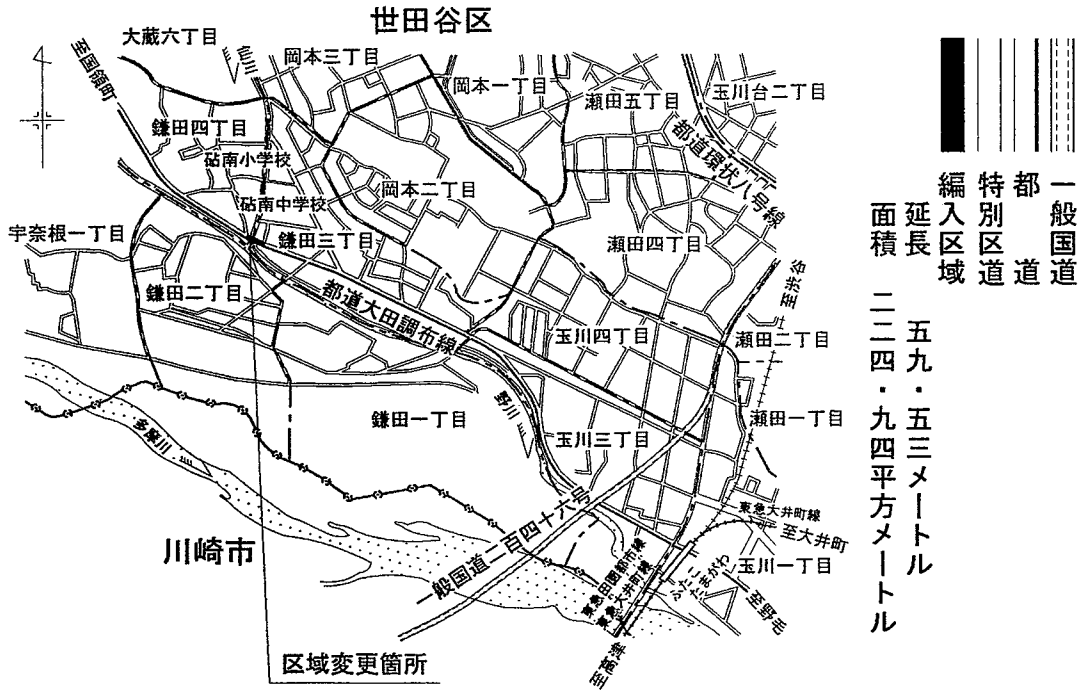 世田谷区
大蔵六丁目
至国領町
岡本三丁目
岡本一丁目
瀬田五丁目
玉川台二丁目
鎌田四丁目
砧南小学校
都道環状八号線
岡本二丁目
砧南中学校
宇奈根一丁目
鎌田三丁目
瀬田四丁目
鎌田二丁目
至渋谷
都道大田調布線
玉川四丁目
瀬田二丁目
野川
鎌田一丁目
瀬田一丁目
多摩川
玉川三丁目
東急大井町線
至大井町
川崎市
一般国道二百四十六号
東急田園都市線
東急大井町線
ふたこたまがわ
玉川一丁目
至野毛
至高津
区域変更箇所
一般国道
都道
特別区道
編入区域
延長 五九・五三メートル
面積 二二四・九四平方メートル